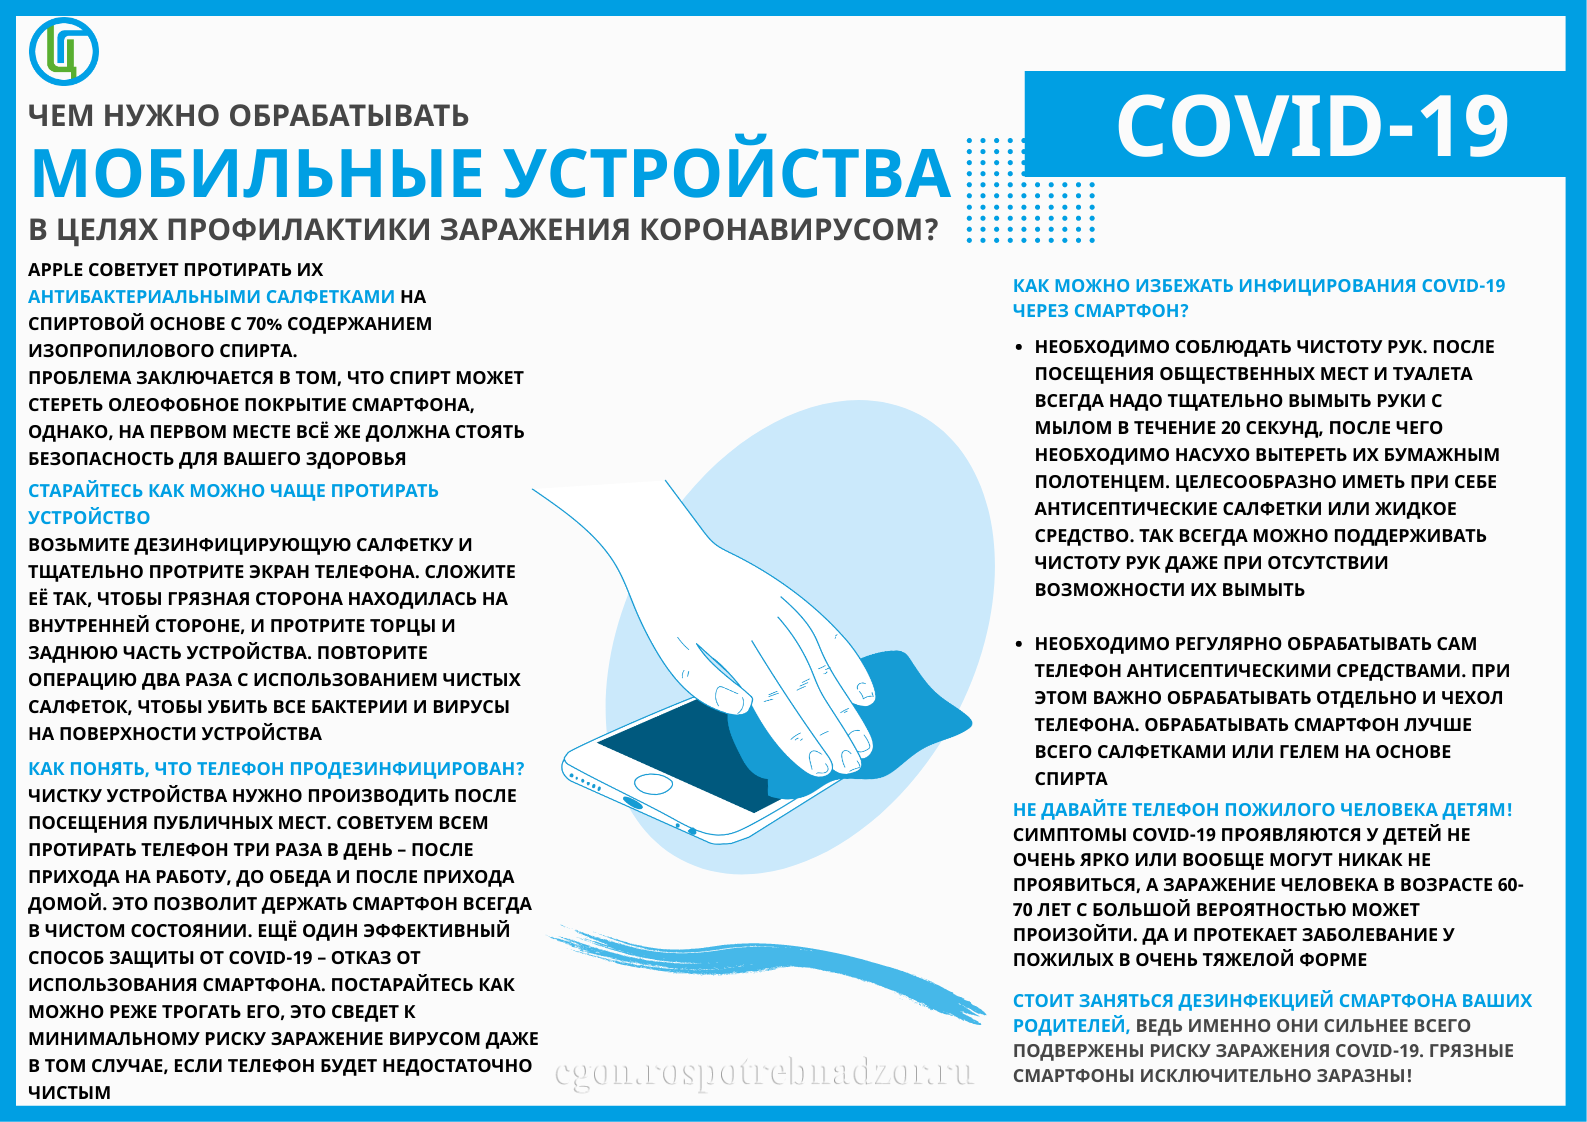 ЧЕМ НУЖНО ОБРАБАТЫВАТЬ
МОБИЛЬНЫЕ УСТРОЙСТВА
В ЦЕЛЯХ ПРОФИЛАКТИКИ ЗАРАЖЕНИЯ КОРОНАВИРУСОМ?
COVID-19
APPLE СОВЕТУЕТ ПРОТИРАТЬ ИХ
АНТИБАКТЕРИАЛЬНЫМИ САЛФЕТКАМИ НА
СПИРТОВОЙ ОСНОВЕ С 70% СОДЕРЖАНИЕМ
ИЗОПРОПИЛОВОГО СПИРТА.
ПРОБЛЕМА ЗАКЛЮЧАЕТСЯ В ТОМ, ЧТО СПИРТ МОЖЕТ
СТЕРЕТЬ ОЛЕОФОБНОЕ ПОКРЫТИЕ СМАРТФОНА,
ОДНАКО, НА ПЕРВОМ МЕСТЕ ВСЁ ЖЕ ДОЛЖНА СТОЯТЬ
БЕЗОПАСНОСТЬ ДЛЯ ВАШЕГО ЗДОРОВЬЯ
СТАРАЙТЕСЬ КАК МОЖНО ЧАЩЕ ПРОТИРАТЬ
УСТРОЙСТВО
ВОЗЬМИТЕ ДЕЗИНФИЦИРУЮЩУЮ САЛФЕТКУ И
ТЩАТЕЛЬНО ПРОТРИТЕ ЭКРАН ТЕЛЕФОНА. СЛОЖИТЕ
ЕЁ ТАК, ЧТОБЫ ГРЯЗНАЯ СТОРОНА НАХОДИЛАСЬ НА
ВНУТРЕННЕЙ СТОРОНЕ, И ПРОТРИТЕ ТОРЦЫ И
ЗАДНЮЮ ЧАСТЬ УСТРОЙСТВА. ПОВТОРИТЕ
ОПЕРАЦИЮ ДВА РАЗА С ИСПОЛЬЗОВАНИЕМ ЧИСТЫХ
САЛФЕТОК, ЧТОБЫ УБИТЬ ВСЕ БАКТЕРИИ И ВИРУСЫ
НА ПОВЕРХНОСТИ УСТРОЙСТВА
КАК ПОНЯТЬ, ЧТО ТЕЛЕФОН ПРОДЕЗИНФИЦИРОВАН?
ЧИСТКУ УСТРОЙСТВА НУЖНО ПРОИЗВОДИТЬ ПОСЛЕ
ПОСЕЩЕНИЯ ПУБЛИЧНЫХ МЕСТ. СОВЕТУЕМ ВСЕМ
ПРОТИРАТЬ ТЕЛЕФОН ТРИ РАЗА В ДЕНЬ – ПОСЛЕ
ПРИХОДА НА РАБОТУ, ДО ОБЕДА И ПОСЛЕ ПРИХОДА
ДОМОЙ. ЭТО ПОЗВОЛИТ ДЕРЖАТЬ СМАРТФОН ВСЕГДА
В ЧИСТОМ СОСТОЯНИИ. ЕЩЁ ОДИН ЭФФЕКТИВНЫЙ
СПОСОБ ЗАЩИТЫ ОТ COVID-19 – ОТКАЗ ОТ
ИСПОЛЬЗОВАНИЯ СМАРТФОНА. ПОСТАРАЙТЕСЬ КАК
МОЖНО РЕЖЕ ТРОГАТЬ ЕГО, ЭТО СВЕДЕТ К
МИНИМАЛЬНОМУ РИСКУ ЗАРАЖЕНИЕ ВИРУСОМ ДАЖЕ
В ТОМ СЛУЧАЕ, ЕСЛИ ТЕЛЕФОН БУДЕТ НЕДОСТАТОЧНО
ЧИСТЫМ
КАК МОЖНО ИЗБЕЖАТЬ ИНФИЦИРОВАНИЯ COVID-19
ЧЕРЕЗ СМАРТФОН?
• НЕОБХОДИМО СОБЛЮДАТЬ ЧИСТОТУ РУК. ПОСЛЕ
ПОСЕЩЕНИЯ ОБЩЕСТВЕННЫХ МЕСТ И ТУАЛЕТА
ВСЕГДА НАДО ТЩАТЕЛЬНО ВЫМЫТЬ РУКИ С
МЫЛОМ В ТЕЧЕНИЕ 20 СЕКУНД, ПОСЛЕ ЧЕГО
НЕОБХОДИМО НАСУХО ВЫТЕРЕТЬ ИХ БУМАЖНЫМ
ПОЛОТЕНЦЕМ. ЦЕЛЕСООБРАЗНО ИМЕТЬ ПРИ СЕБЕ
АНТИСЕПТИЧЕСКИЕ САЛФЕТКИ ИЛИ ЖИДКОЕ
СРЕДСТВО. ТАК ВСЕГДА МОЖНО ПОДДЕРЖИВАТЬ
ЧИСТОТУ РУК ДАЖЕ ПРИ ОТСУТСТВИИ
ВОЗМОЖНОСТИ ИХ ВЫМЫТЬ
• НЕОБХОДИМО РЕГУЛЯРНО ОБРАБАТЫВАТЬ САМ
ТЕЛЕФОН АНТИСЕПТИЧЕСКИМИ СРЕДСТВАМИ. ПРИ
ЭТОМ ВАЖНО ОБРАБАТЫВАТЬ ОТДЕЛЬНО И ЧЕХОЛ
ТЕЛЕФОНА. ОБРАБАТЫВАТЬ СМАРТФОН ЛУЧШЕ
ВСЕГО САЛФЕТКАМИ ИЛИ ГЕЛЕМ НА ОСНОВЕ
СПИРТА
НЕ ДАВАЙТЕ ТЕЛЕФОН ПОЖИЛОГО ЧЕЛОВЕКА ДЕТЯМ!
СИМПТОМЫ COVID-19 ПРОЯВЛЯЮТСЯ У ДЕТЕЙ НЕ
ОЧЕНЬ ЯРКО ИЛИ ВООБЩЕ МОГУТ НИКАК НЕ
ПРОЯВИТЬСЯ, А ЗАРАЖЕНИЕ ЧЕЛОВЕКА В ВОЗРАСТЕ 60-
70 ЛЕТ С БОЛЬШОЙ ВЕРОЯТНОСТЬЮ МОЖЕТ
ПРОИЗОЙТИ. ДА И ПРОТЕКАЕТ ЗАБОЛЕВАНИЕ У
ПОЖИЛЫХ В ОЧЕНЬ ТЯЖЕЛОЙ ФОРМЕ
СТОИТ ЗАНЯТЬСЯ ДЕЗИНФЕКЦИЕЙ СМАРТФОНА ВАШИХ
РОДИТЕЛЕЙ, ВЕДЬ ИМЕННО ОНИ СИЛЬНЕЕ ВСЕГО
ПОДВЕРЖЕНЫ РИСКУ ЗАРАЖЕНИЯ COVID-19. ГРЯЗНЫЕ
СМАРТФОНЫ ИСКЛЮЧИТЕЛЬНО ЗАРАЗНЫ!
cgon.rospotrebnadzor.ru